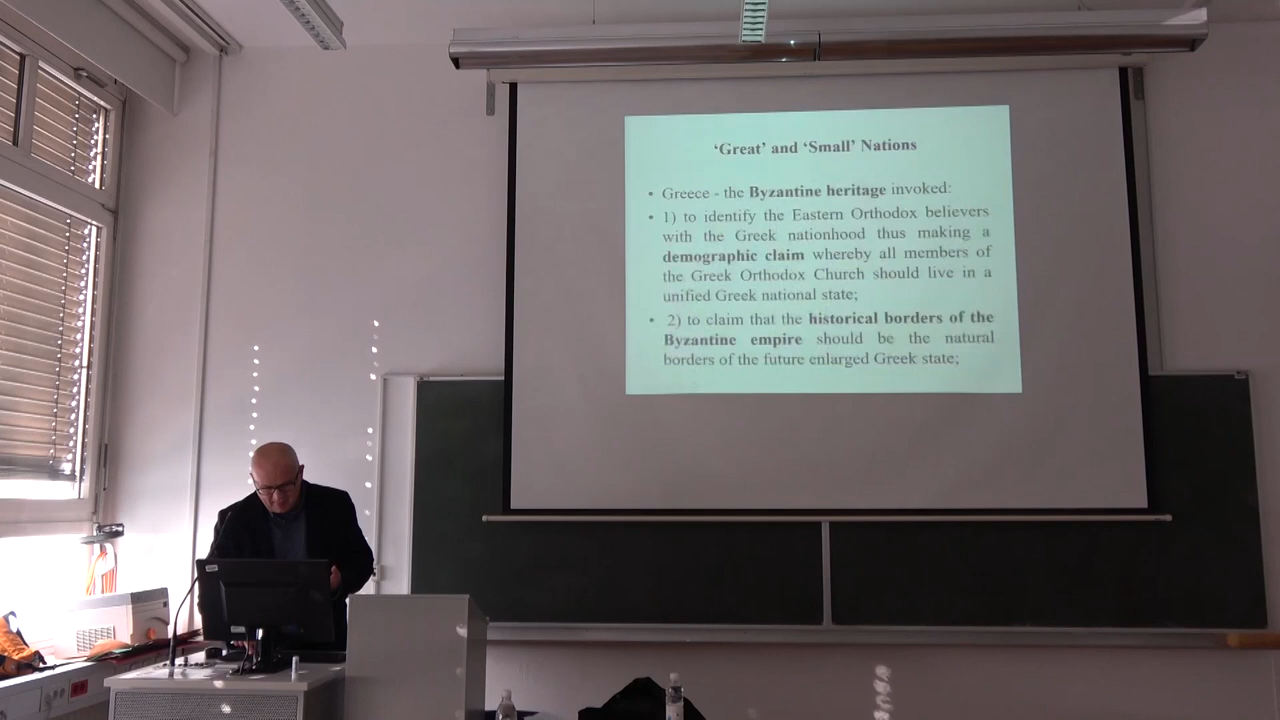 ‘Great’ and ‘Small’ Nations
• Greece - the Byzantine heritage invoked:
• 1) to identify the Eastern Orthodox believers
with the Greek nationhood thus making a
demographic claim whereby all members of
the Greek Orthodox Church should live in a
unified Greek national state;
• 2) to claim that the historical borders of the
Byzantine empire should be the natural
borders of the future enlarged Greek state;